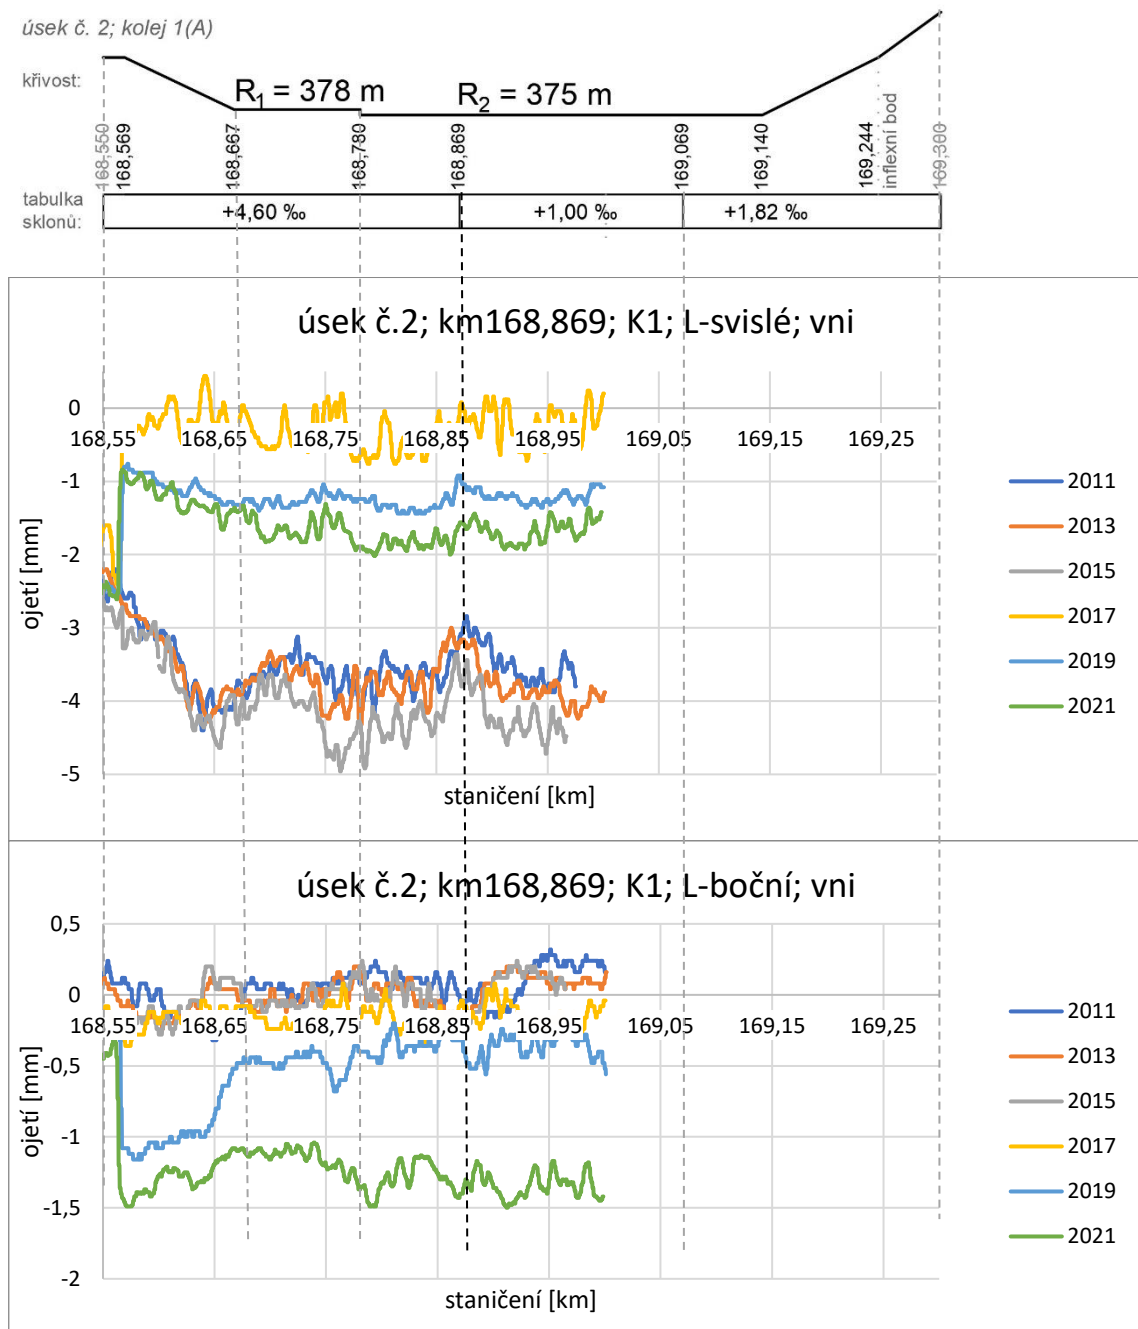 úsek č. 2; kolej 1(A)
křivost:
R1 = 378 m
R2 = 375 m
168,550
168,569
168,667
168,780
168,869
169,069
169,140
169,244
inflexní bod
169,300
tabulka
sklonů:
+4,60 ‰
+1,00 ‰
+1,82 ‰
úsek č.2; km168,869; K1; L-svislé; vni
ojetí [mm]
0
-1
-2
-3
-4
-5
168,55 168,65 168,75 168,85 168,95 169,05 169,15 169,25
staničení [km]
2011
2013
2015
2017
2019
2021
úsek č.2; km168,869; K1; L-boční; vni
ojetí [mm]
0,5
0
-0,5
-1
-1,5
-2
168,55 168,65 168,75 168,85 168,95 169,05 169,15 169,25
staničení [km]
2011
2013
2015
2017
2019
2021